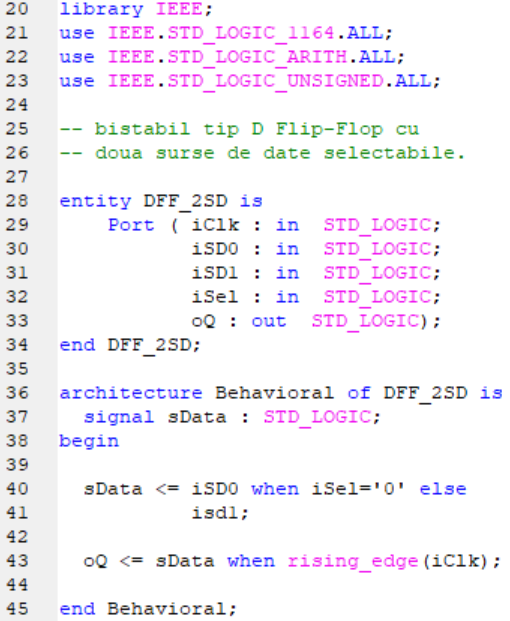 20 library IEEE;
21 use IEEE.STD_LOGIC_1164.ALL;
22 use IEEE.STD_LOGIC_ARITH.ALL;
23 use IEEE.STD_LOGIC_UNSIGNED.ALL;
24
25 -- bistabil tip D Flip-Flop cu
26 -- doua surse de date selectabile.
27
28 entity DFF_2SD is
29     Port ( iClk : in  STD_LOGIC;
30            iSD0 : in  STD_LOGIC;
31            iSD1 : in  STD_LOGIC;
32            iSel : in  STD_LOGIC;
33            oQ : out  STD_LOGIC);
34 end DFF_2SD;
35
36 architecture Behavioral of DFF_2SD is
37   signal sData : STD_LOGIC;
38 begin
39
40   sData <= iSD0 when iSel='0' else
41            isd1;
42
43   oQ <= sData when rising_edge(iClk);
44
45 end Behavioral;